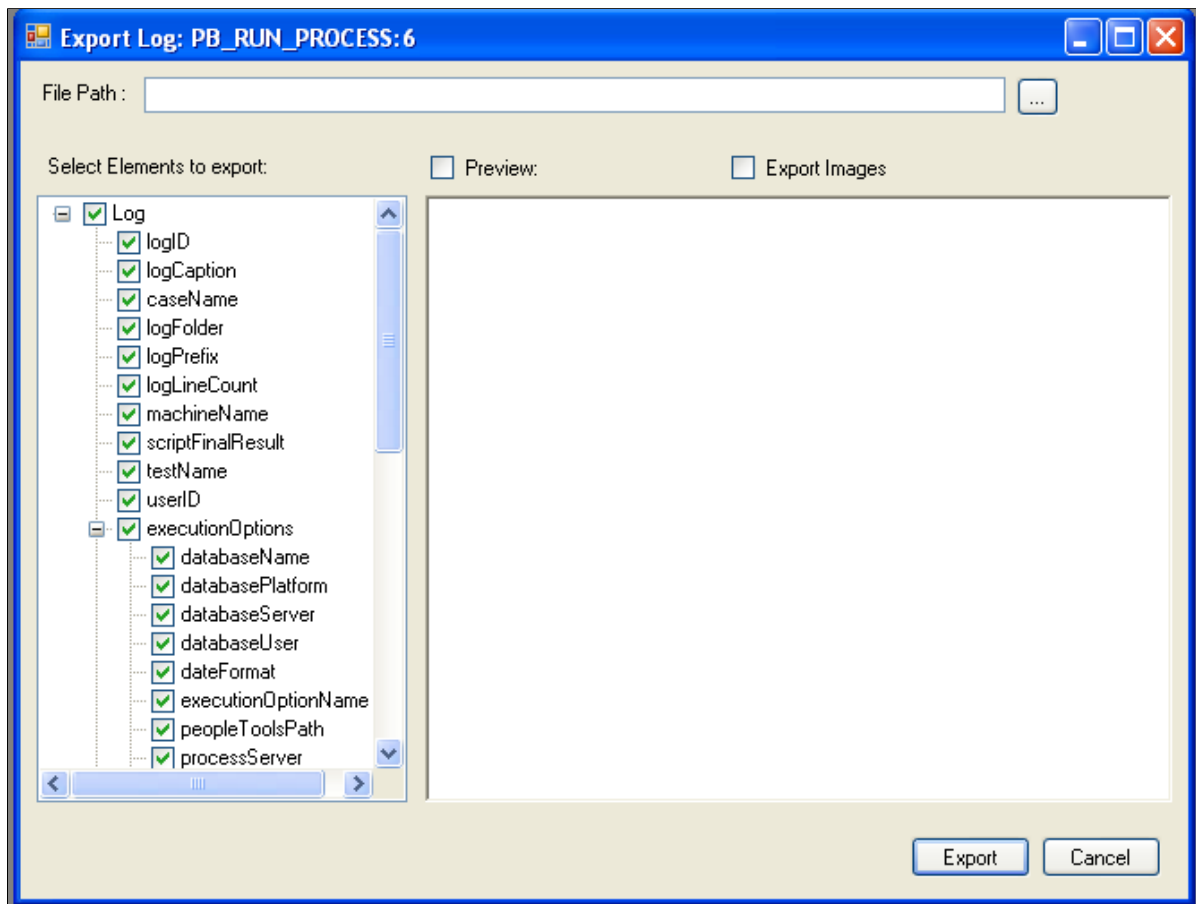 Export Log: PB_RUN_PROCESS:6
File Path :
...
Select Elements to export:
Preview:
Export Images
Log
logID
logCaption
caseName
logFolder
logPrefix
logLineCount
machineName
scriptFinalResult
testName
userID
executionOptions
databaseName
databasePlatform
databaseServer
databaseUser
dateFormat
executionOptionName
peopleToolsPath
processServer
Export
Cancel